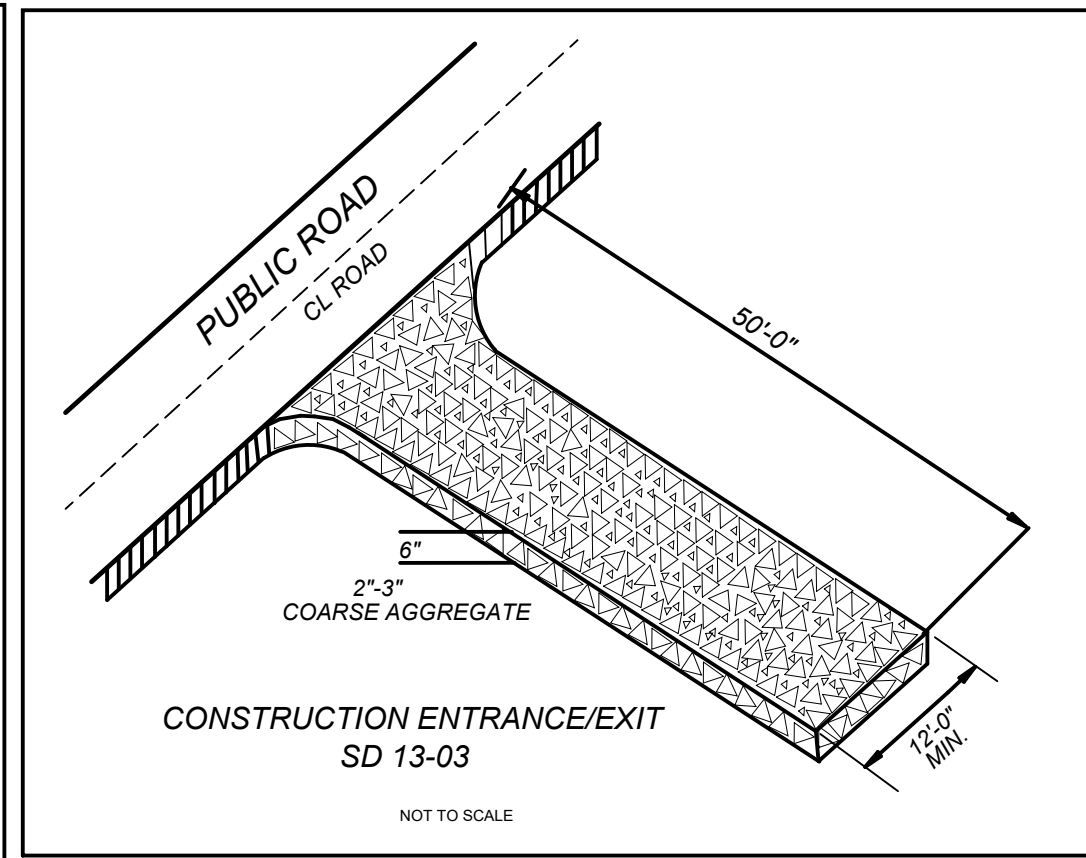 PUBLIC ROAD
CL ROAD
50'-0"
6"
2"-3"
COARSE AGGREGATE
12'-0"
MIN.
CONSTRUCTION ENTRANCE/EXIT
SD 13-03
NOT TO SCALE